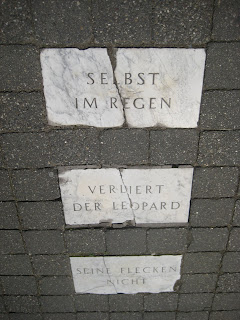 SELBST
IM REGEN
VERLIERT
DER LEOPARD
SEINE FLECKEN
NICHT